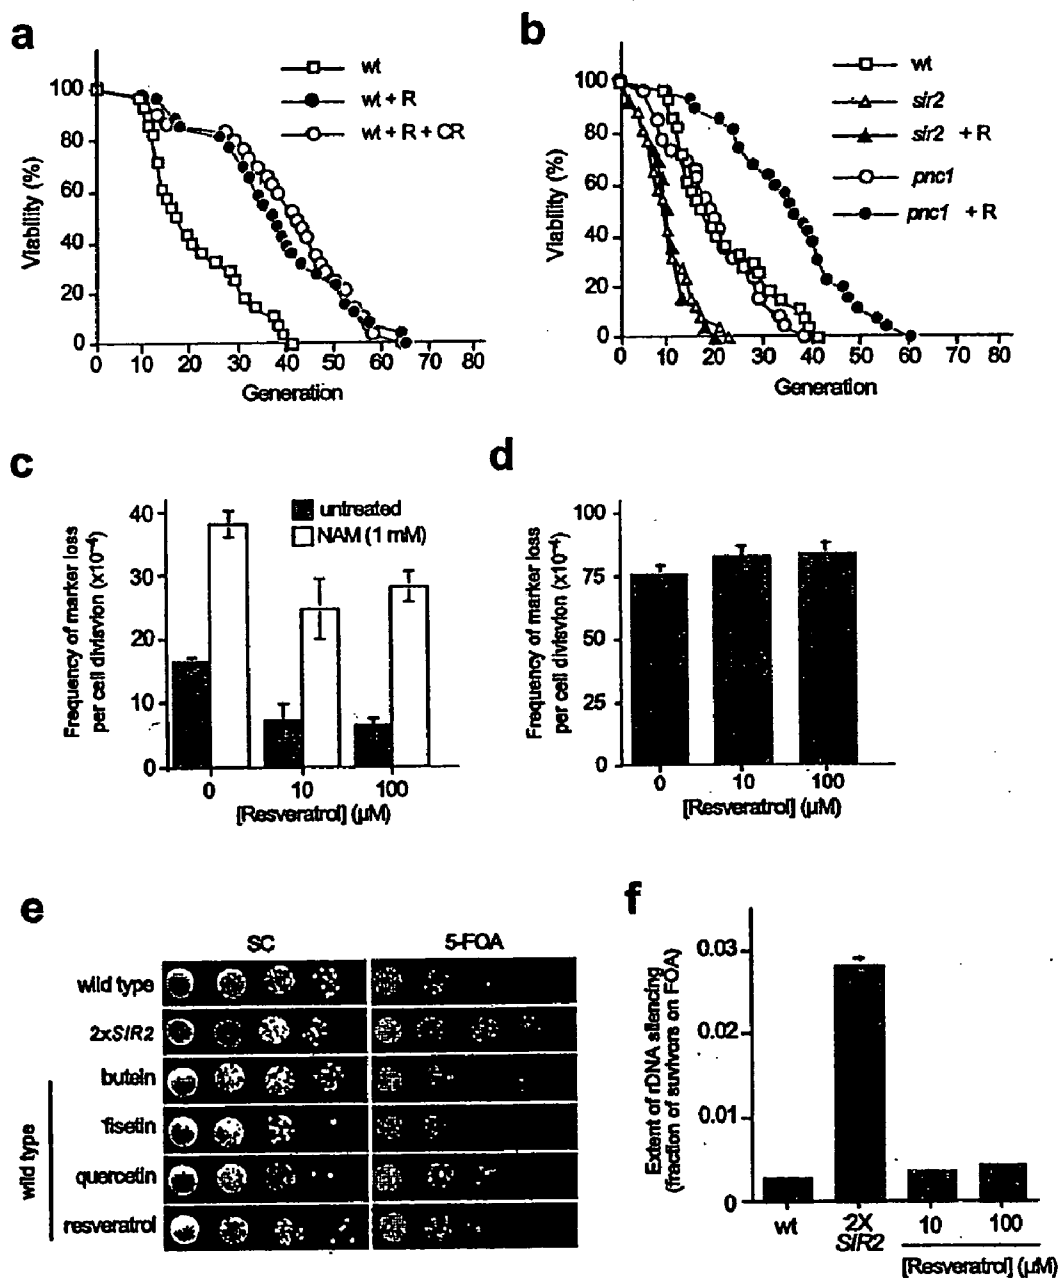 a
100
80
60
40
20
0
Viability (%)
0 10 20 30 40 50 60 70 80
Generation
wt
wt + R
wt + R + CR
b
100
80
60
40
20
0
Viability (%)
0 10 20 30 40 50 60 70 80
Generation
wt
sir2
sir2 + R
pnc1
pnc1 + R
c
Frequency of marker loss
per cell divisvion (x10⁻⁴)
40
30
20
10
0
untreated
NAM (1 mM)
0 10 100
[Resveratrol] (µM)
d
Frequency of marker loss
per cell divisvion (x10⁻⁴)
100
75
50
25
0
0 10 100
[Resveratrol] (µM)
e
SC 5-FOA
wild type
2xSIR2
butein
fisetin
quercetin
resveratrol
wild type
f
Extent of rDNA silencing
(fraction of suvivors on FOA)
0.03
0.02
0.01
0
wt 2X SIR2 10 100
[Resveratrol] (µM)